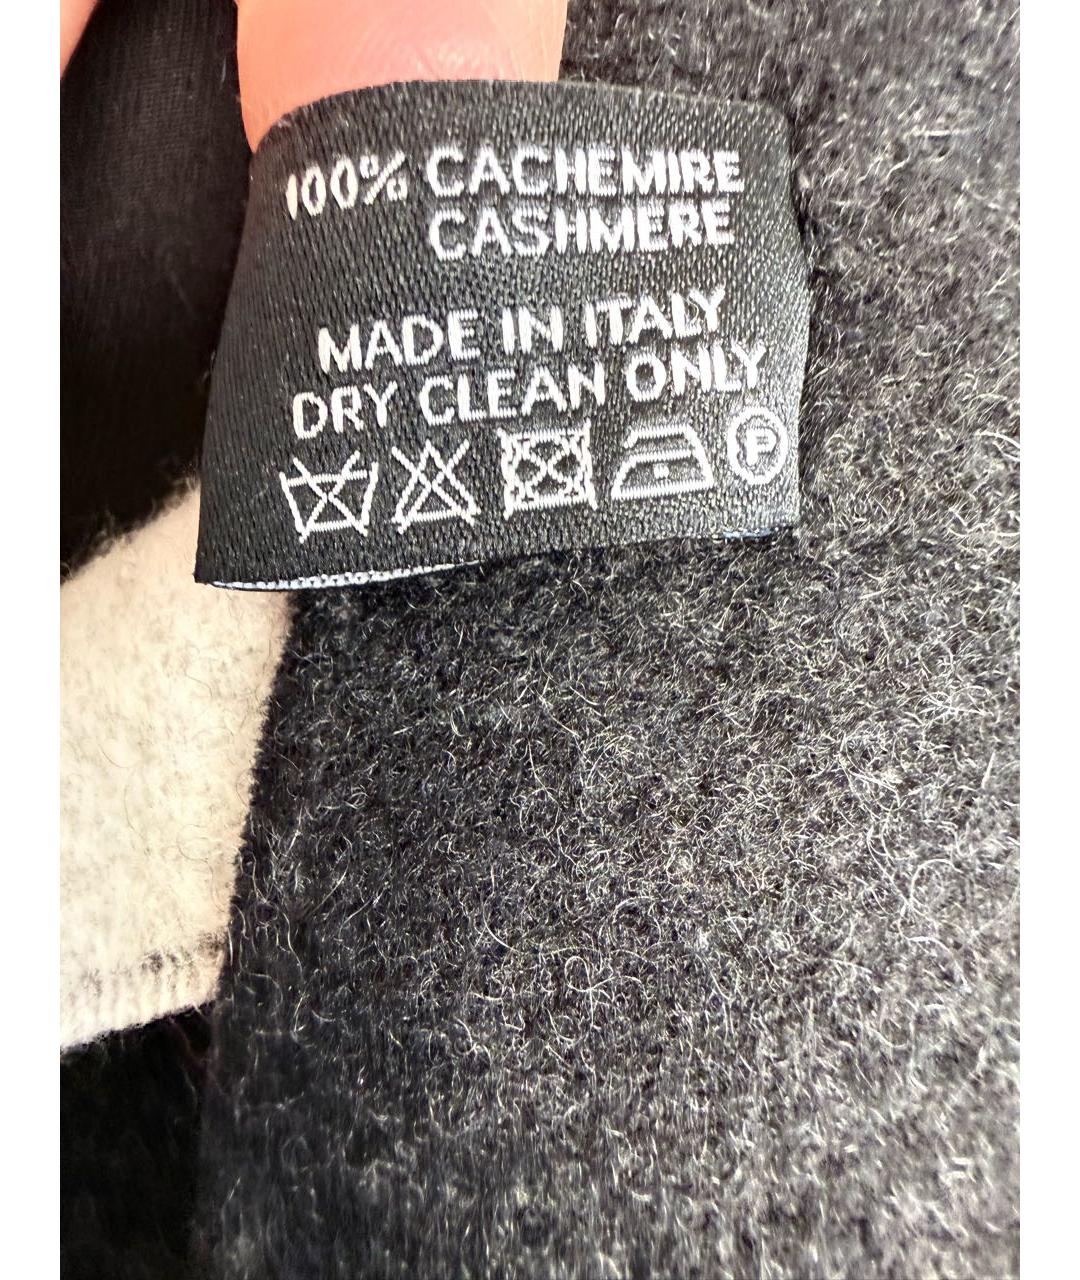 100% CACHEMIRE
CASHMERE
MADE IN ITALY
DRY CLEAN ONLY
P